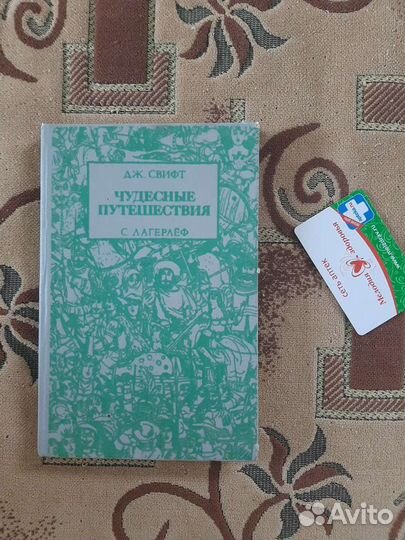 ДЖ. СВИФТ
ЧУДЕСНЫЕ
ПУТЕШЕСТВИЯ
С. ЛАГЕРЛЁФ
сеть аптек
Мелодия здоровья
Avito